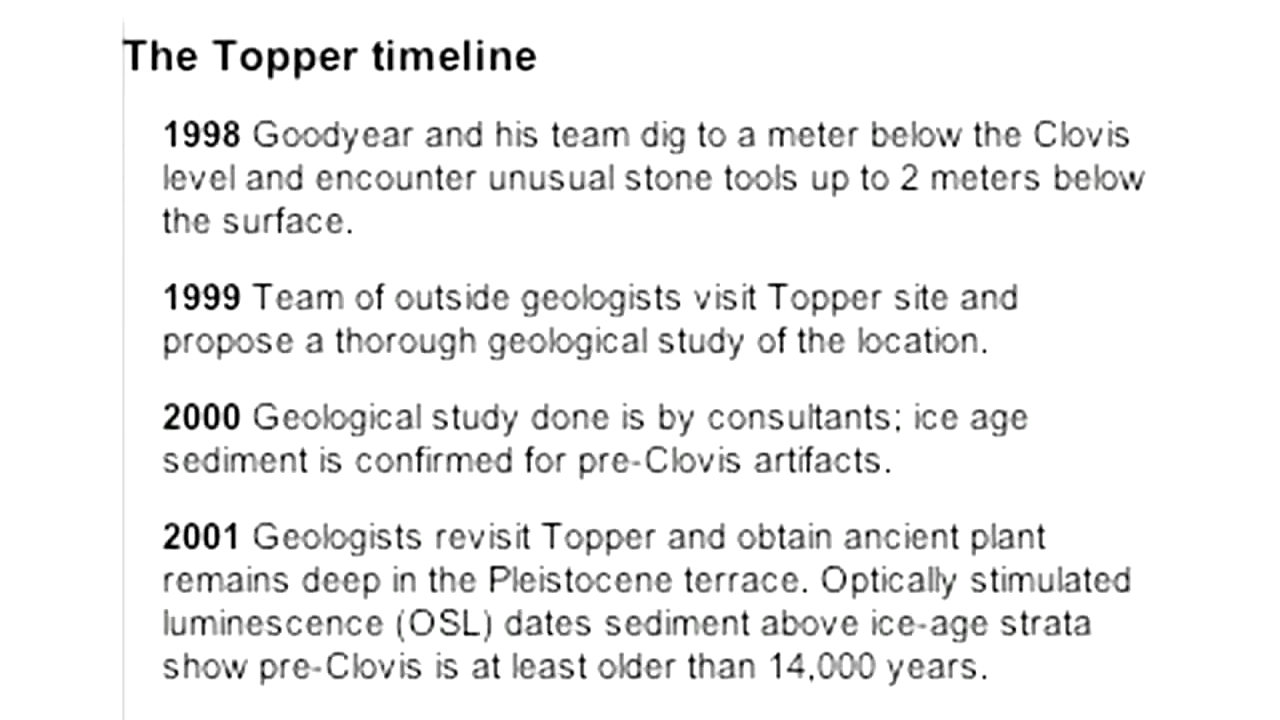 The Topper timeline
1998 Goodyear and his team dig to a meter below the Clovis
level and encounter unusual stone tools up to 2 meters below
the surface.
1999 Team of outside geologists visit Topper site and
propose a thorough geological study of the location.
2000 Geological study done is by consultants; ice age
sediment is confirmed for pre-Clovis artifacts.
2001 Geologists revisit Topper and obtain ancient plant
remains deep in the Pleistocene terrace. Optically stimulated
luminescence (OSL) dates sediment above ice-age strata
show pre-Clovis is at least older than 14,000 years.